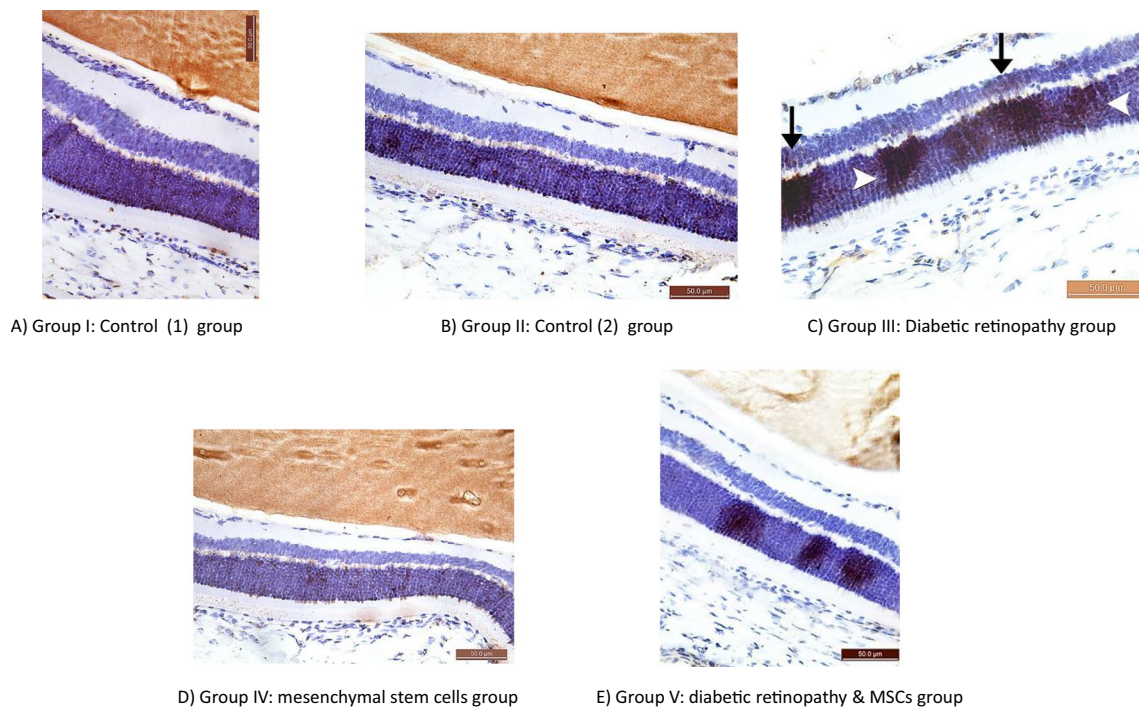 50.0 µm
50.0 µm
50.0 µm
A) Group I: Control (1) group
B) Group II: Control (2) group
C) Group III: Diabetic retinopathy group
50.0 µm
50.0 µm
D) Group IV: mesenchymal stem cells group
E) Group V: diabetic retinopathy & MSCs group